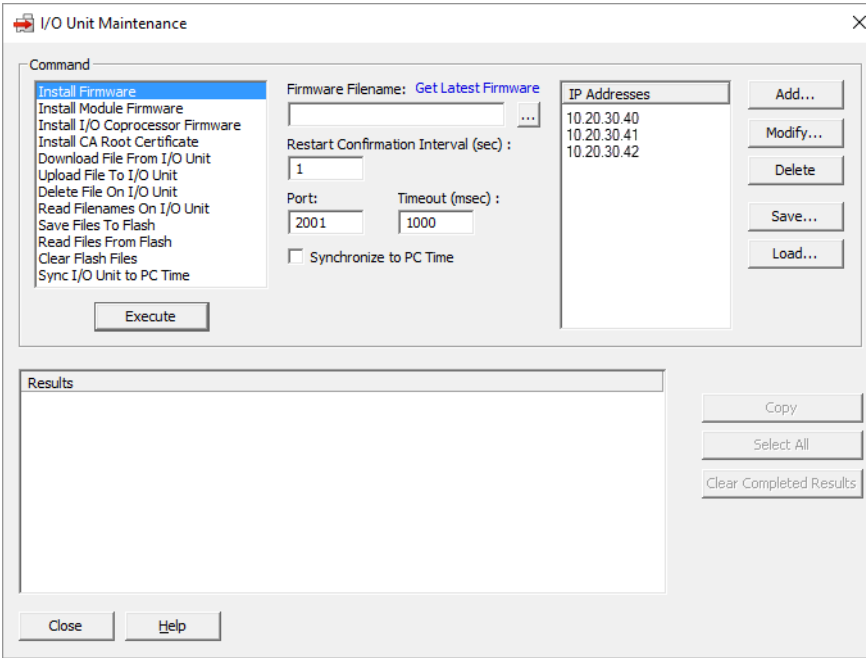 I/O Unit Maintenance
Command
Install Firmware
Install Module Firmware
Install I/O Coprocessor Firmware
Install CA Root Certificate
Download File From I/O Unit
Upload File To I/O Unit
Delete File On I/O Unit
Read Filenames On I/O Unit
Save Files To Flash
Read Files From Flash
Clear Flash Files
Sync I/O Unit to PC Time
Execute
Firmware Filename: Get Latest Firmware
...
Restart Confirmation Interval (sec) :
1
Port: Timeout (msec) :
2001 1000
Synchronize to PC Time
IP Addresses
10.20.30.40
10.20.30.41
10.20.30.42
Add...
Modify...
Delete
Save...
Load...
Results
Copy
Select All
Clear Completed Results
Close Help